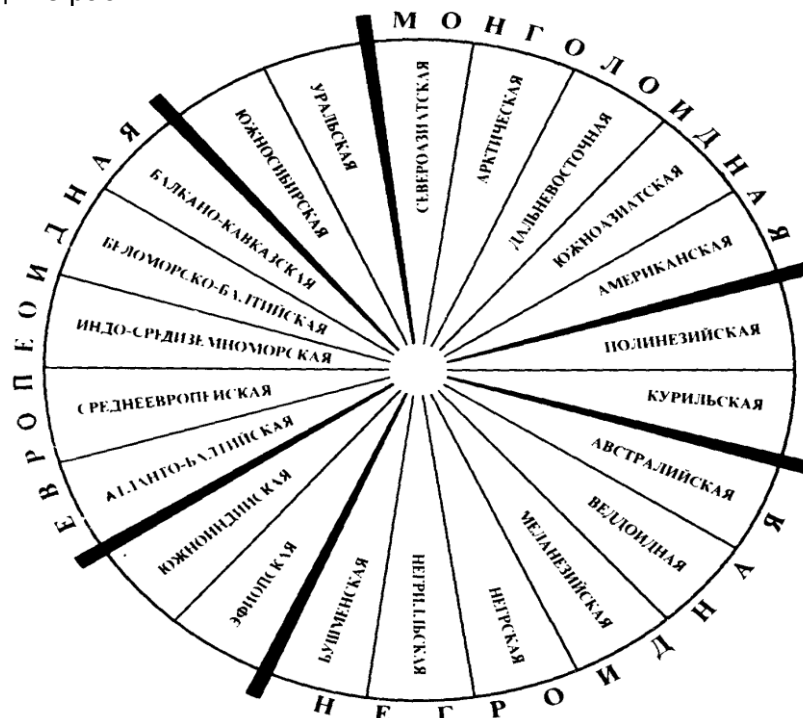 МОНГОЛОИДНАЯ
ЕВРОПЕОИДНАЯ
НЕГРОИДНАЯ
УРАЛЬСКАЯ
СЕВЕРОАЗИАТСКАЯ
АРКТИЧЕСКАЯ
ДАЛЬНЕВОСТОЧНАЯ
ЮЖНОАЗИАТСКАЯ
АМЕРИКАНСКАЯ
ПОЛИНЕЗИЙСКАЯ
КУРИЛЬСКАЯ
АВСТРАЛИЙСКАЯ
ВЕДДОИДНАЯ
МЕЛАНЕЗИЙСКАЯ
НЕГРСКАЯ
НЕГРИЛЬСКАЯ
БУШМЕНСКАЯ
ЭФИОПСКАЯ
ЮЖНОИНДИЙСКАЯ
АТЛАНТО-БАЛТИЙСКАЯ
СРЕДНЕЕВРОПЕЙСКАЯ
ИНДО-СРЕДИЗЕМНОМОРСКАЯ
БЕЛОМОРСКО-БАЛТИЙСКАЯ
БАЛКАНО-КАВКАЗСКАЯ
ЮЖНОСИБИРСКАЯ